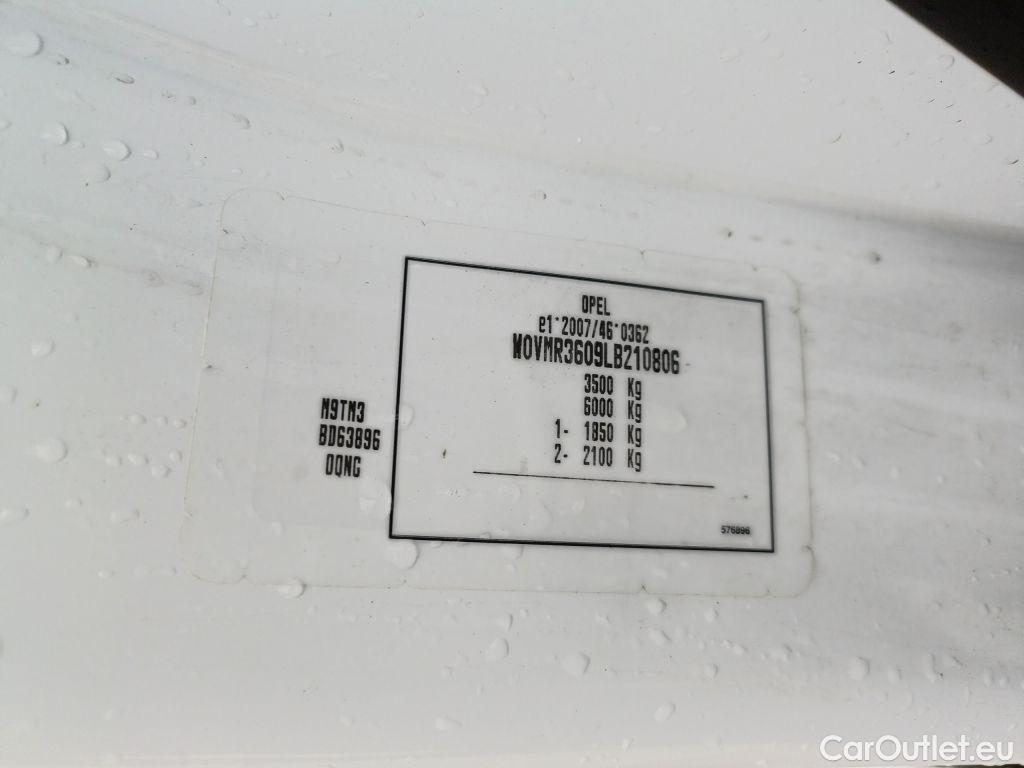 OPEL
e1*2007/46*0362
W0VMR3609LB210806
3500 Kg
6000 Kg
1- 1850 Kg
2- 2100 Kg
M9TM3
BD63896
0QNG
576896
CarOutlet.eu